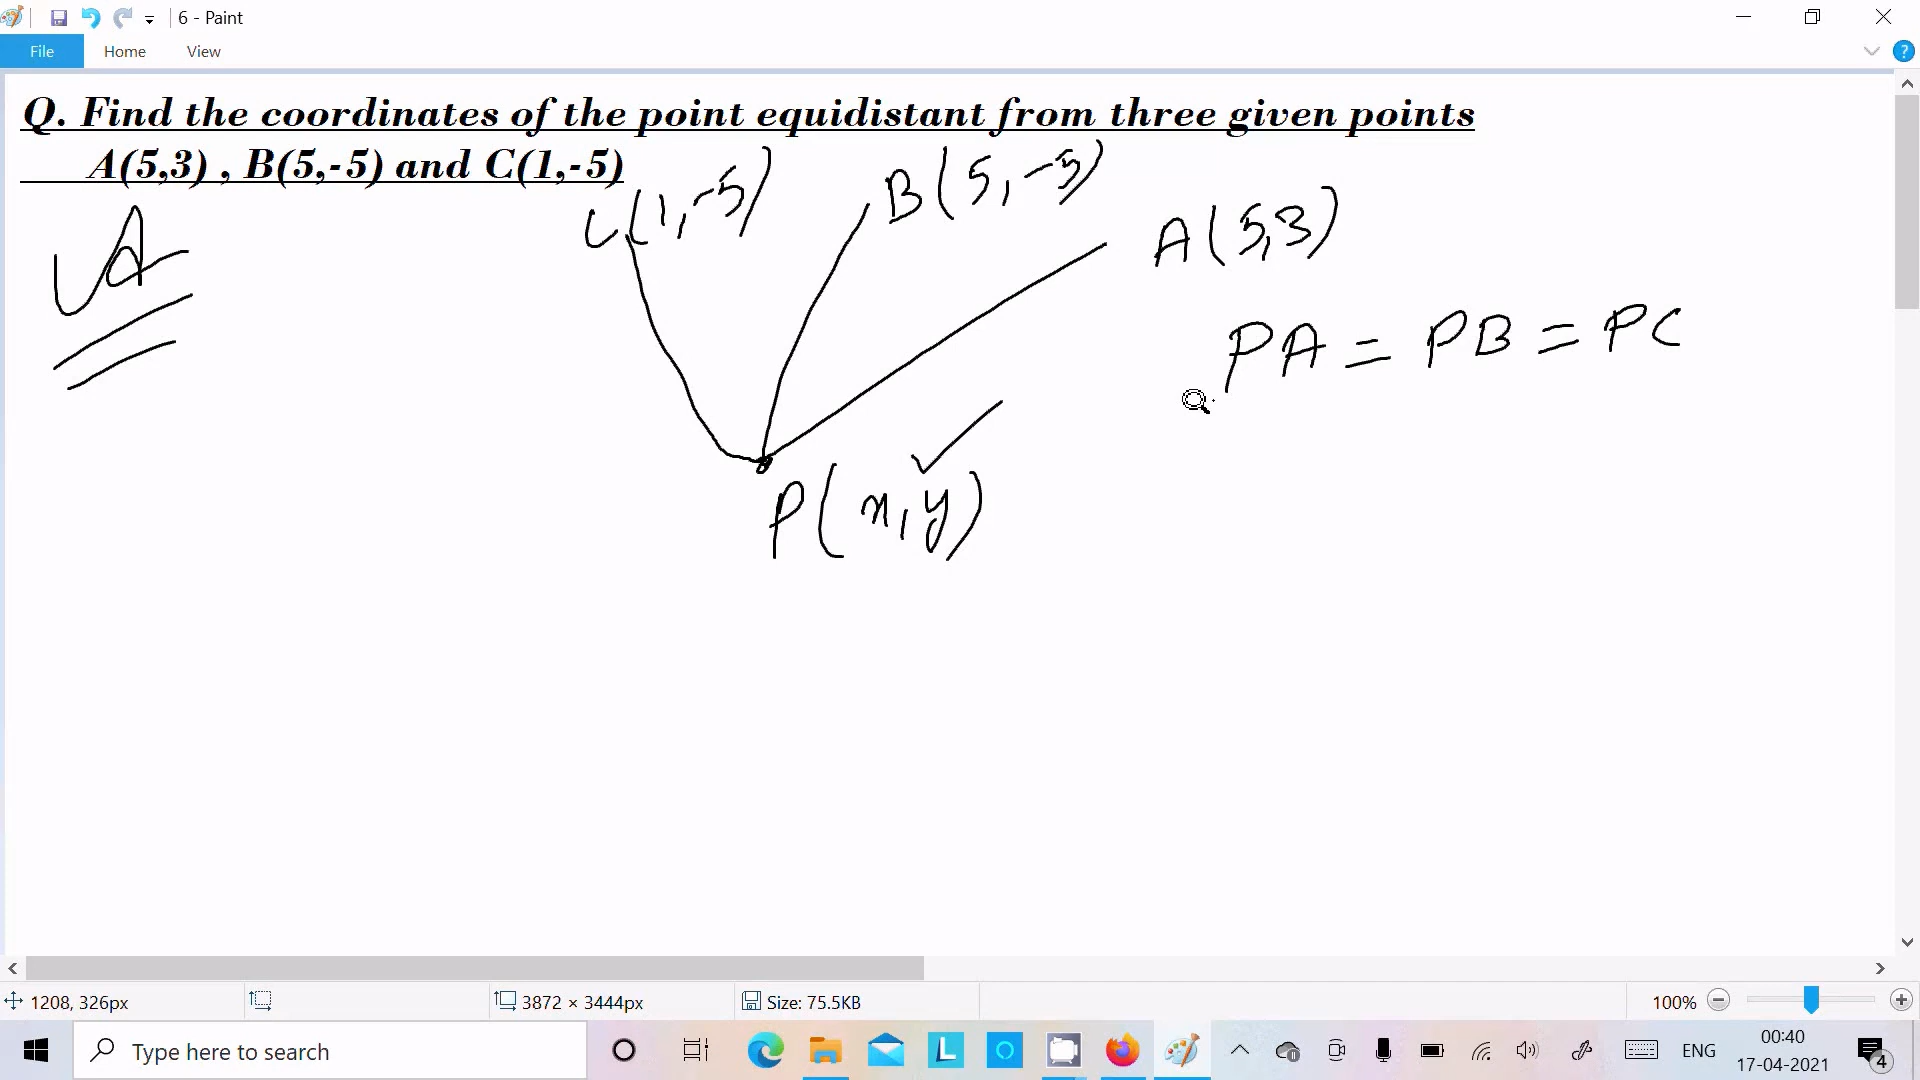 6 - Paint
File Home View
Q. Find the coordinates of the point equidistant from three given points
A(5,3) , B(5,-5) and C(1,-5)
C(1,-5) B(5,-5)
A(5,3)
PA = PB = PC
P(x,y)
1208, 326px 3872 × 3444px Size: 75.5KB 100%
Type here to search ENG 00:40
17-04-2021 4